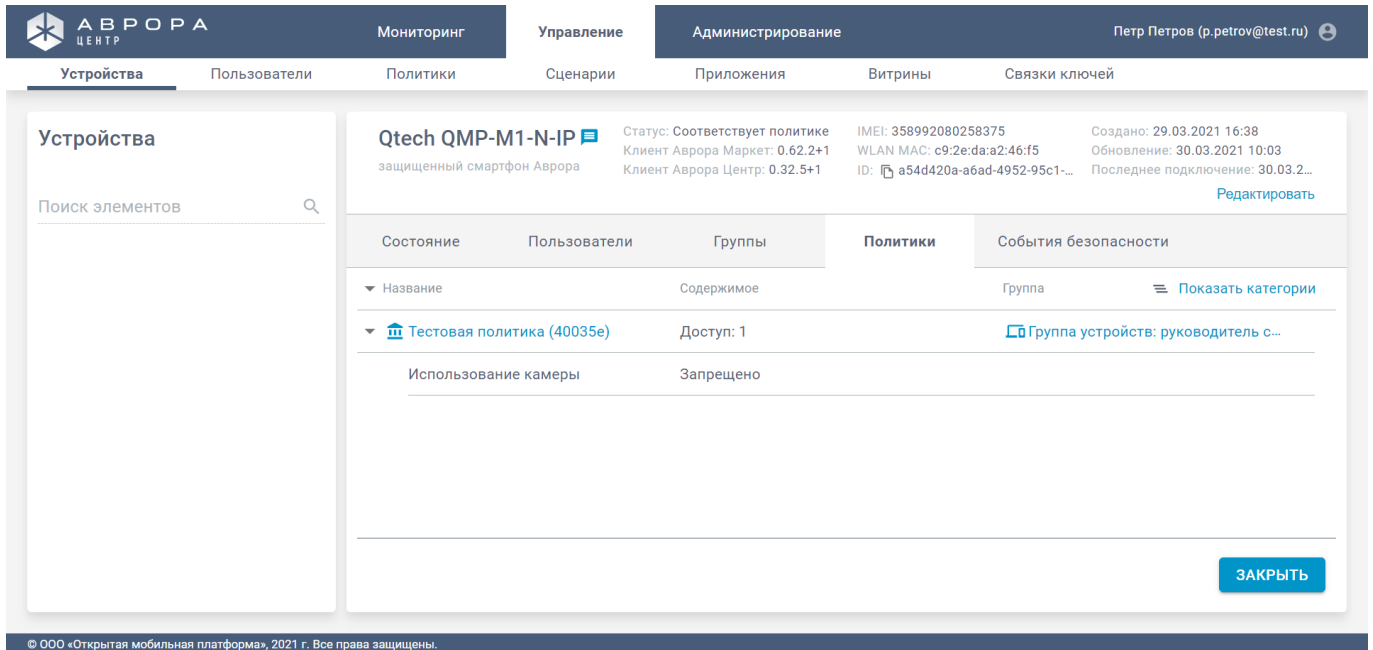 АВРОРА
ЦЕНТР
Мониторинг
Управление
Администрирование
Петр Петров (p.petrov@test.ru)
Устройства
Пользователи
Политики
Сценарии
Приложения
Витрины
Связки ключей
Устройства
Поиск элементов
Qtech QMP-M1-N-IP
защищенный смартфон Аврора
Статус: Соответствует политике
Клиент Аврора Маркет: 0.62.2+1
Клиент Аврора Центр: 0.32.5+1
IMEI: 358992080258375
WLAN MAC: c9:2e:da:a2:46:f5
ID: a54d420a-a6ad-4952-95c1-...
Создано: 29.03.2021 16:38
Обновление: 30.03.2021 10:03
Последнее подключение: 30.03.2...
Редактировать
Состояние
Пользователи
Группы
Политики
События безопасности
Название
Содержимое
Группа
Показать категории
Тестовая политика (40035e)
Доступ: 1
Группа устройств: руководитель с...
Использование камеры
Запрещено
ЗАКРЫТЬ
© ООО «Открытая мобильная платформа», 2021 г. Все права защищены.